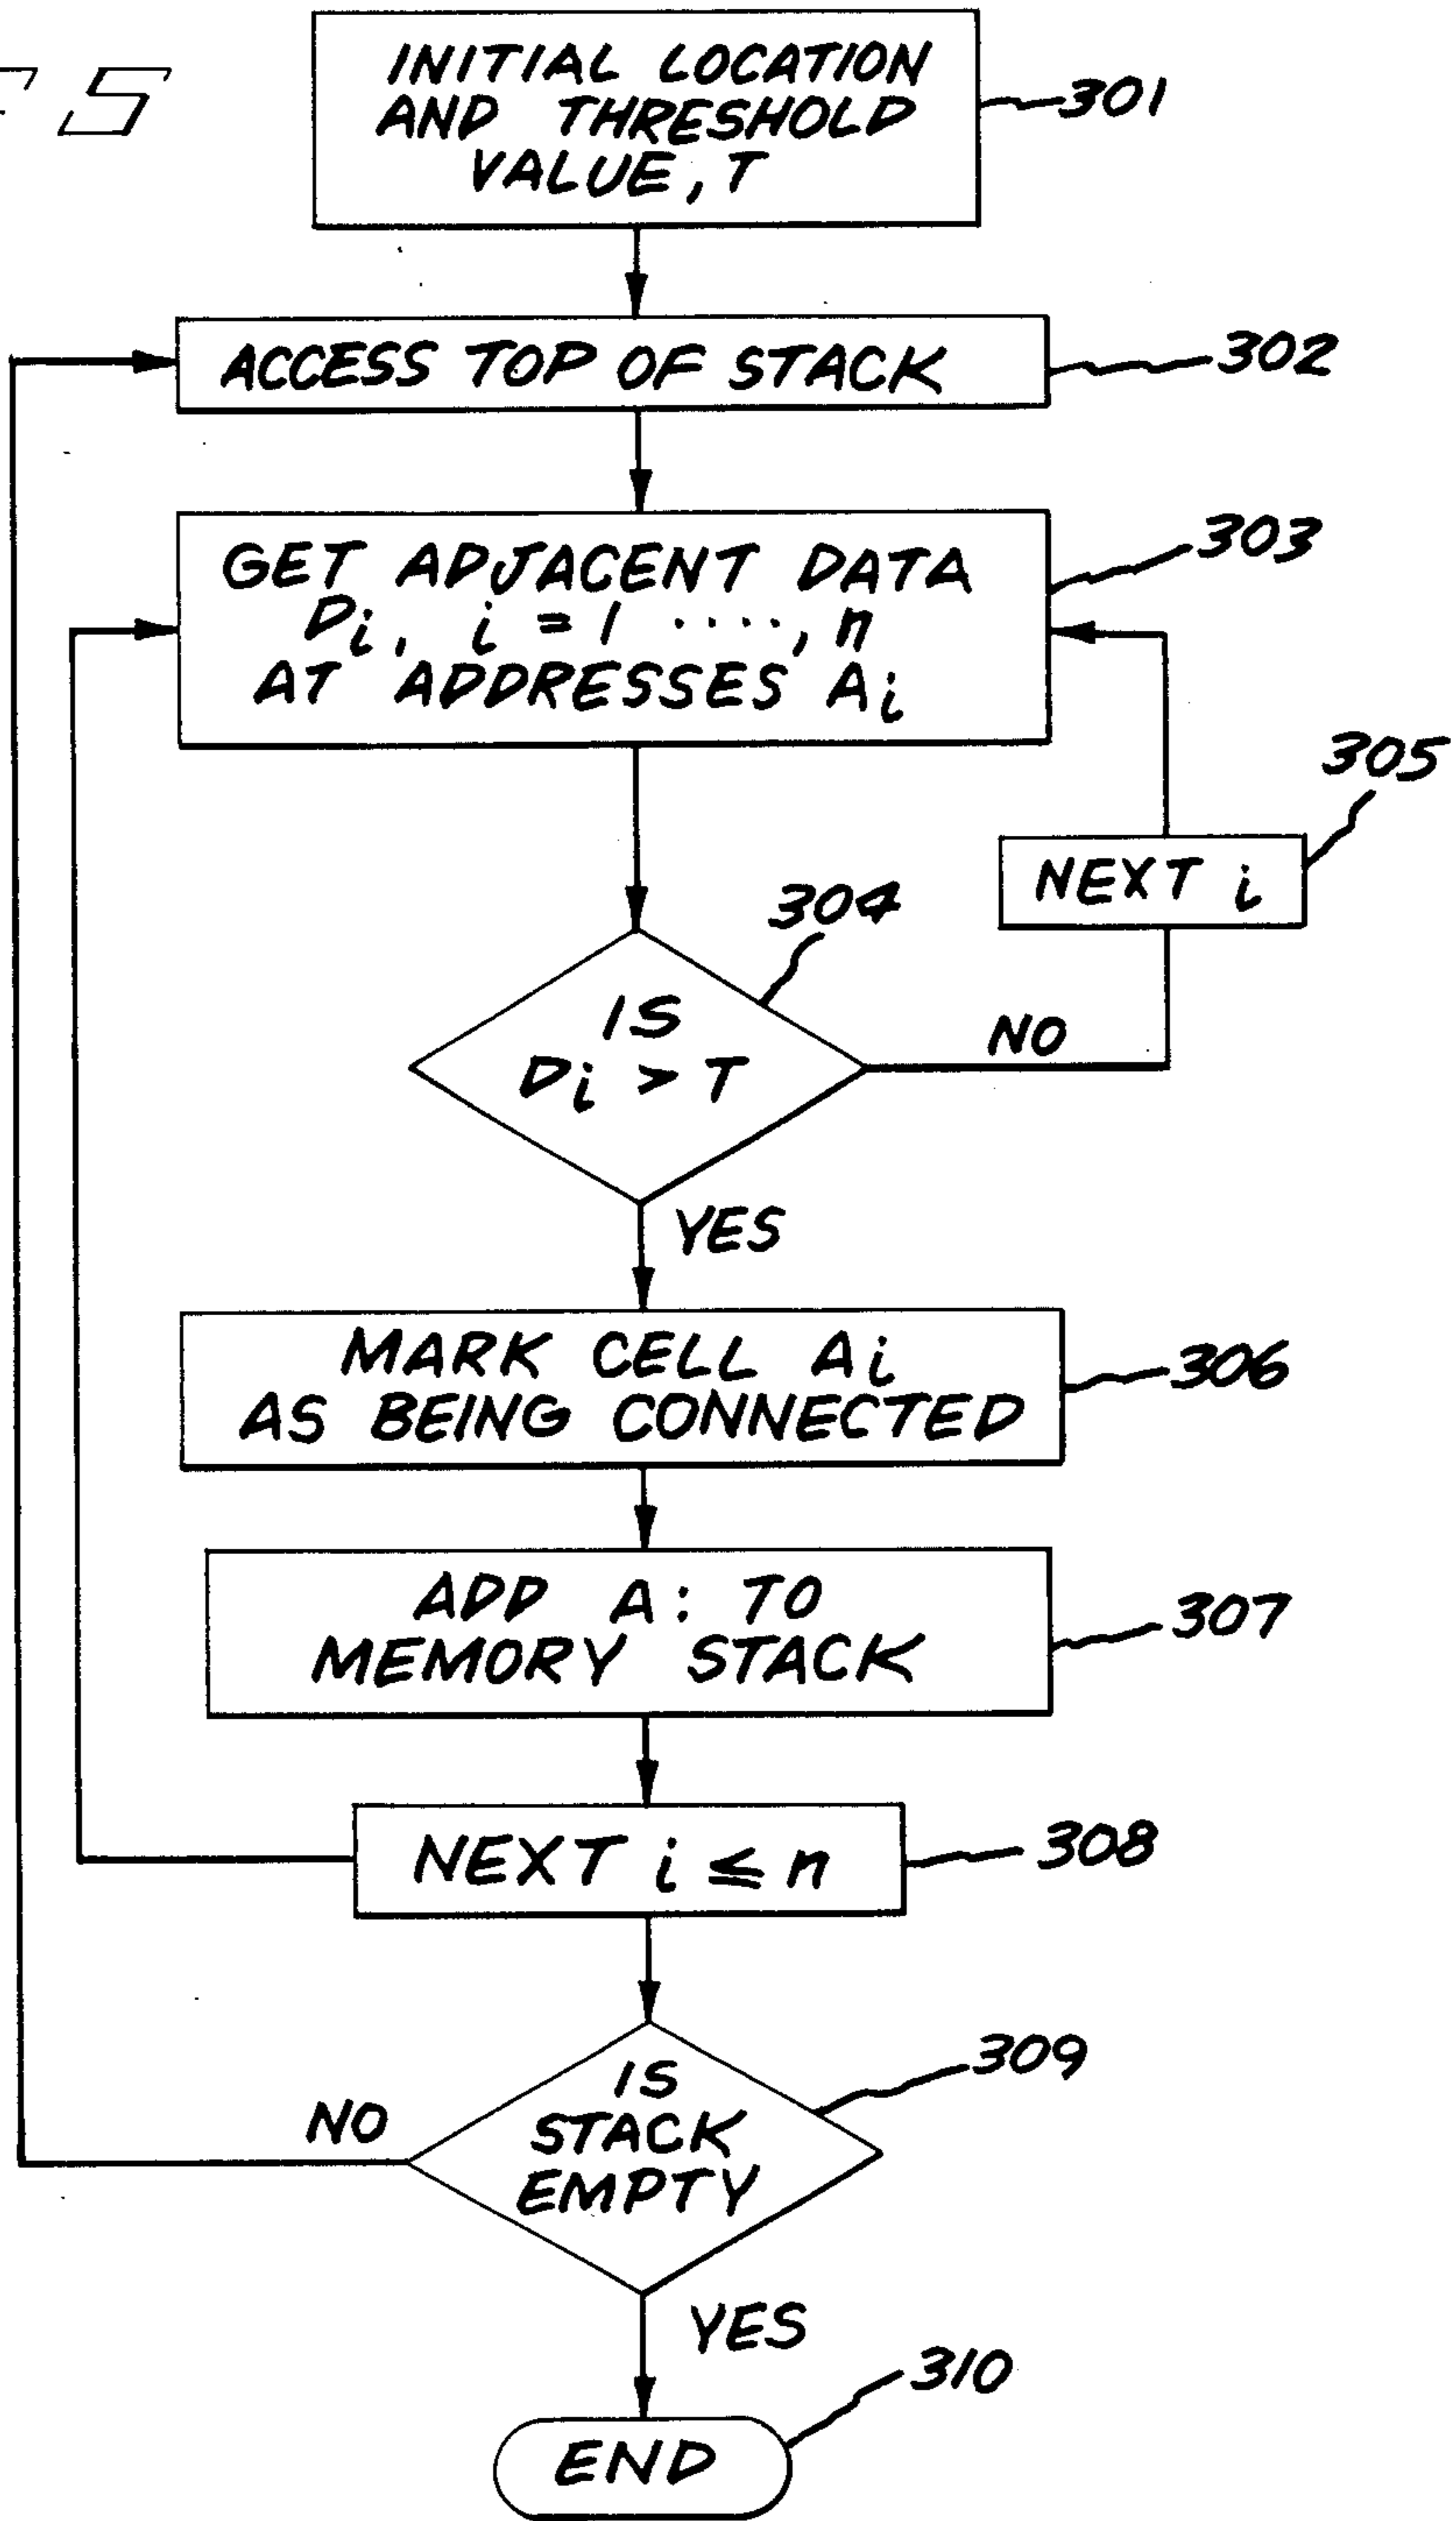 5
INITIAL LOCATION
AND THRESHOLD
VALUE, T
301
ACCESS TOP OF STACK
302
GET ADJACENT DATA
Di, i = 1 ····, n
AT ADDRESSES Ai
303
305
NEXT i
304
IS
Di > T
NO
YES
MARK CELL Ai
AS BEING CONNECTED
306
ADD A: TO
MEMORY STACK
307
NEXT i ≤ n
308
IS
STACK
EMPTY
309
NO
YES
310
END